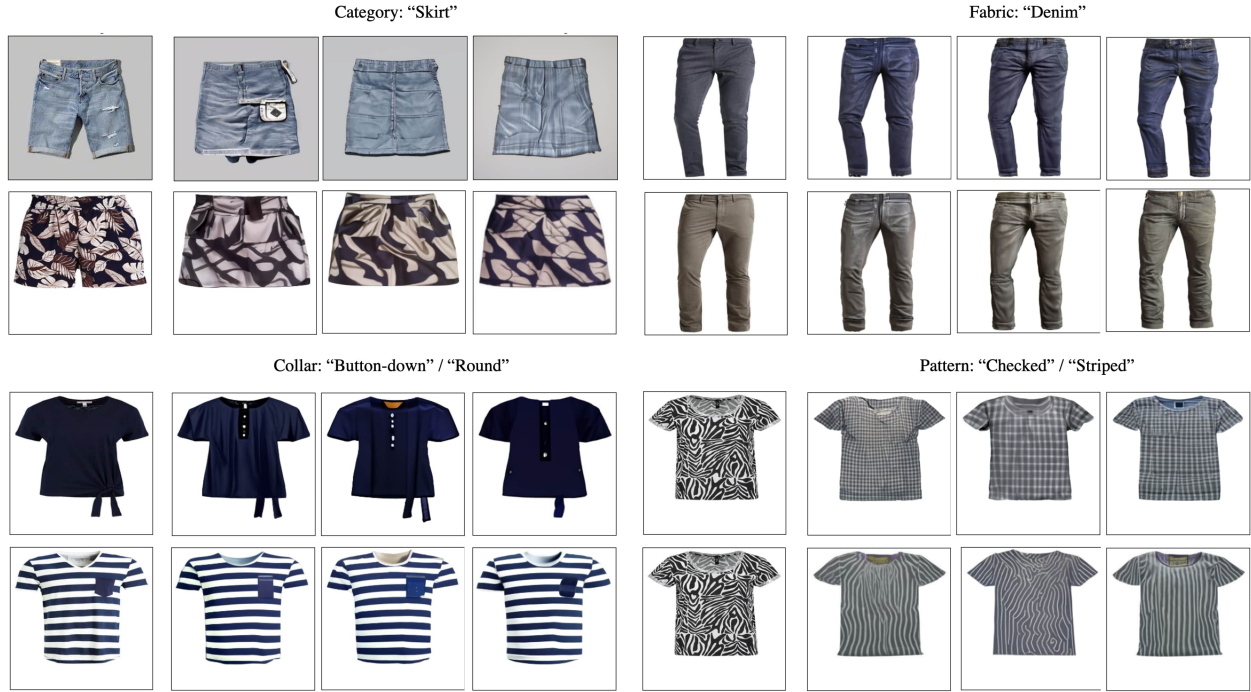 Category: “Skirt”
Fabric: “Denim”
Collar: “Button-down” / “Round”
Pattern: “Checked” / “Striped”